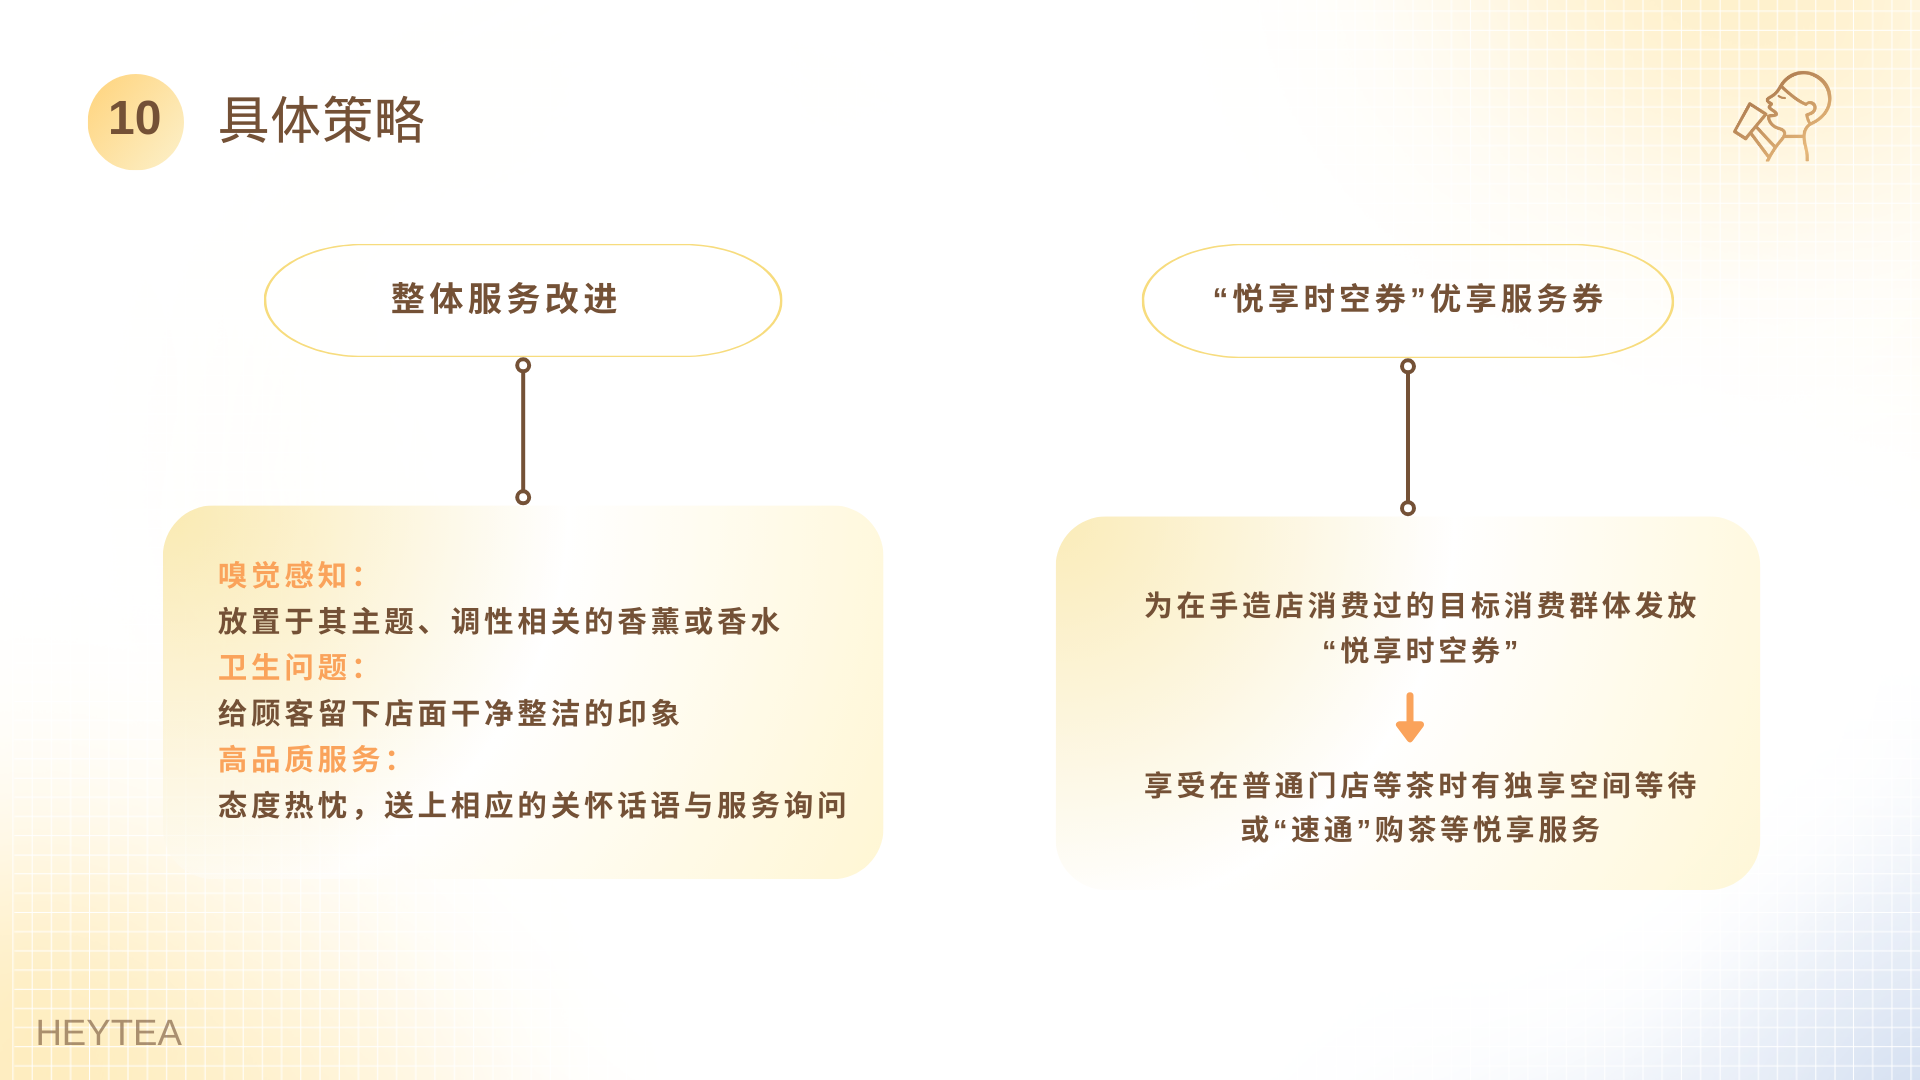 10 具体策略
整体服务改进
嗅觉感知：
放置于其主题、调性相关的香薰或香水
卫生问题：
给顾客留下店面干净整洁的印象
高品质服务：
态度热忱，送上相应的关怀话语与服务询问
“悦享时空券”优享服务券
为在手造店消费过的目标消费群体发放
“悦享时空券”
享受在普通门店等茶时有独享空间等待
或“速通”购茶等悦享服务
HEYTEA